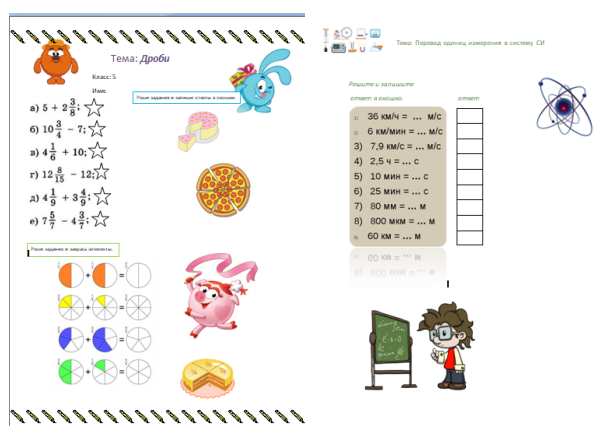 Тема: Дроби
Класс: 5
Имя:
Реши задания и запиши ответы в окошке.
а) 5 + 2 3/8;
б) 10 3/4 − 7;
в) 4 1/6 + 10;
г) 12 8/15 − 12;
д) 4 1/9 + 3 4/9;
е) 7 5/7 − 4 3/7;
Реши задания и закрась элементы.
+ =
+ =
+ =
+ =
Тема: Перевод единиц измерения в систему СИ
Решите и запишите
ответ в окошко. ответ
1) 36 км/ч = ... м/с
2) 6 км/мин = ... м/с
3) 7,9 км/с = ... м/с
4) 2,5 ч = ... с
5) 10 мин = ... с
6) 25 мин = ... с
7) 80 мм = ... м
8) 800 мкм = ... м
9) 60 км = ... м